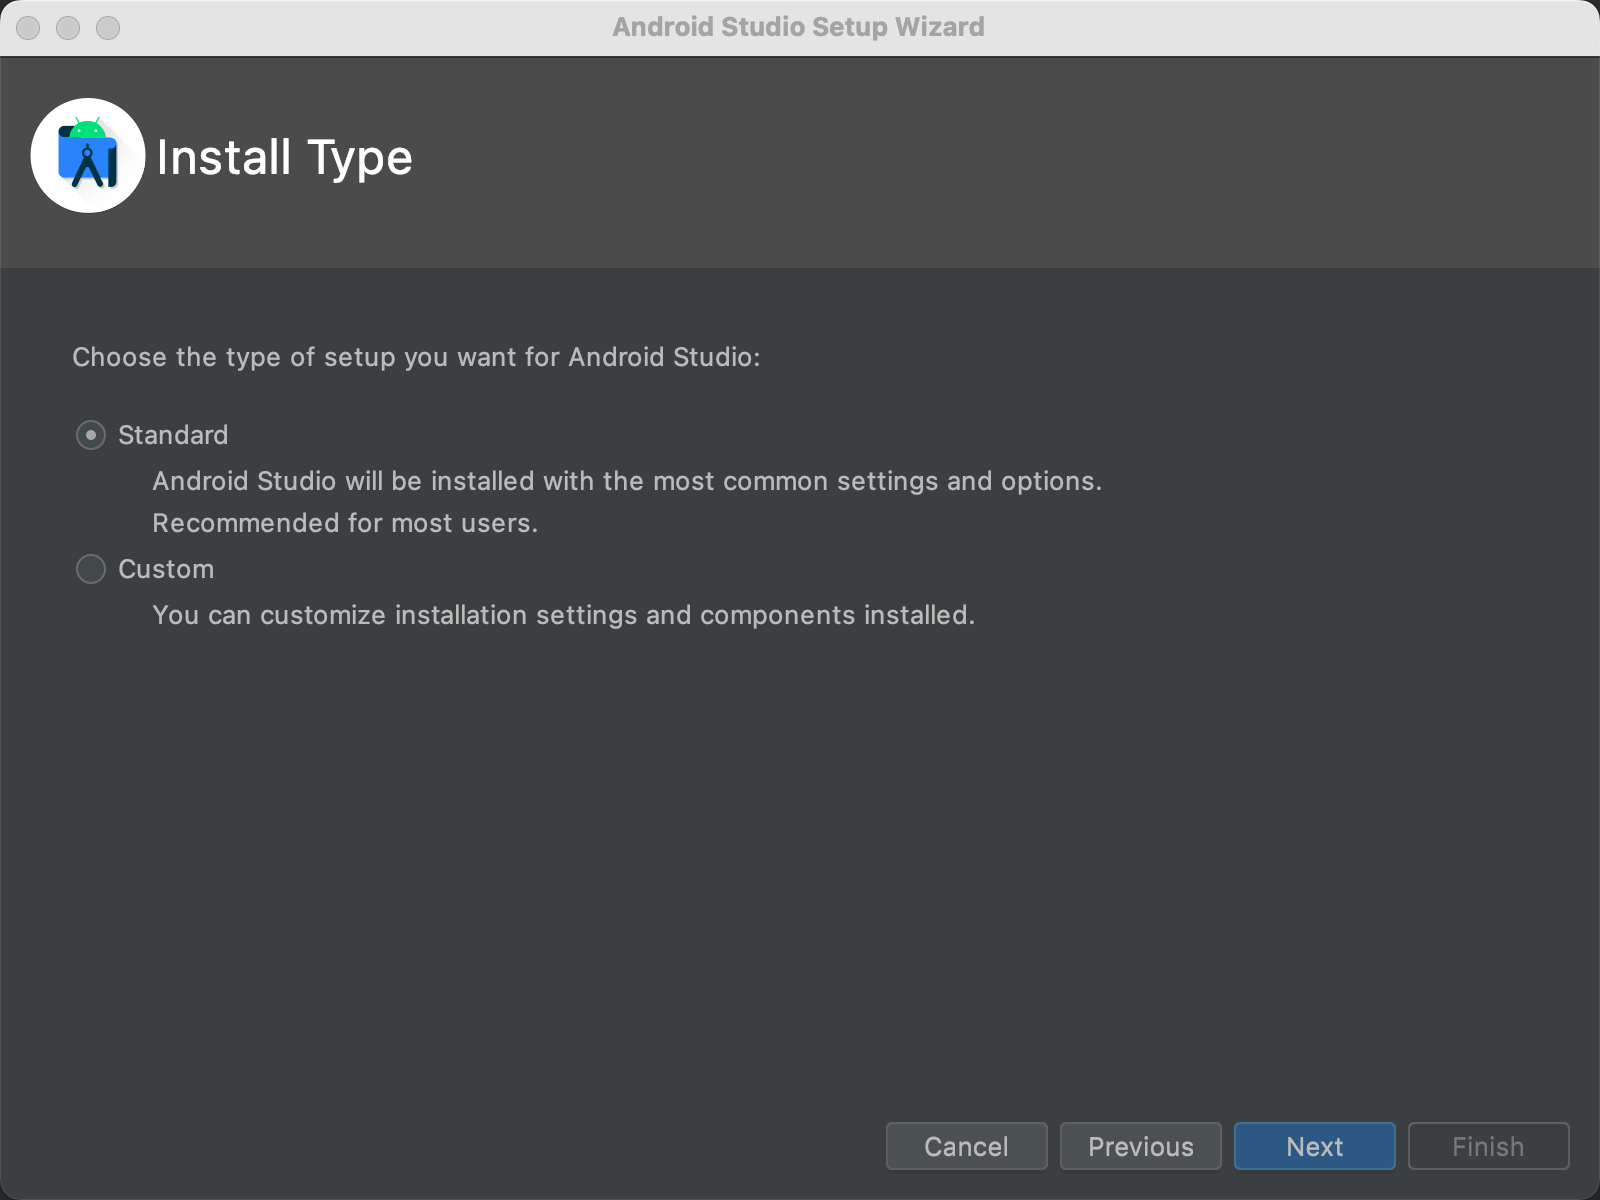 Android Studio Setup Wizard
Install Type
Choose the type of setup you want for Android Studio:
Standard
Android Studio will be installed with the most common settings and options.
Recommended for most users.
Custom
You can customize installation settings and components installed.
Cancel
Previous
Next
Finish